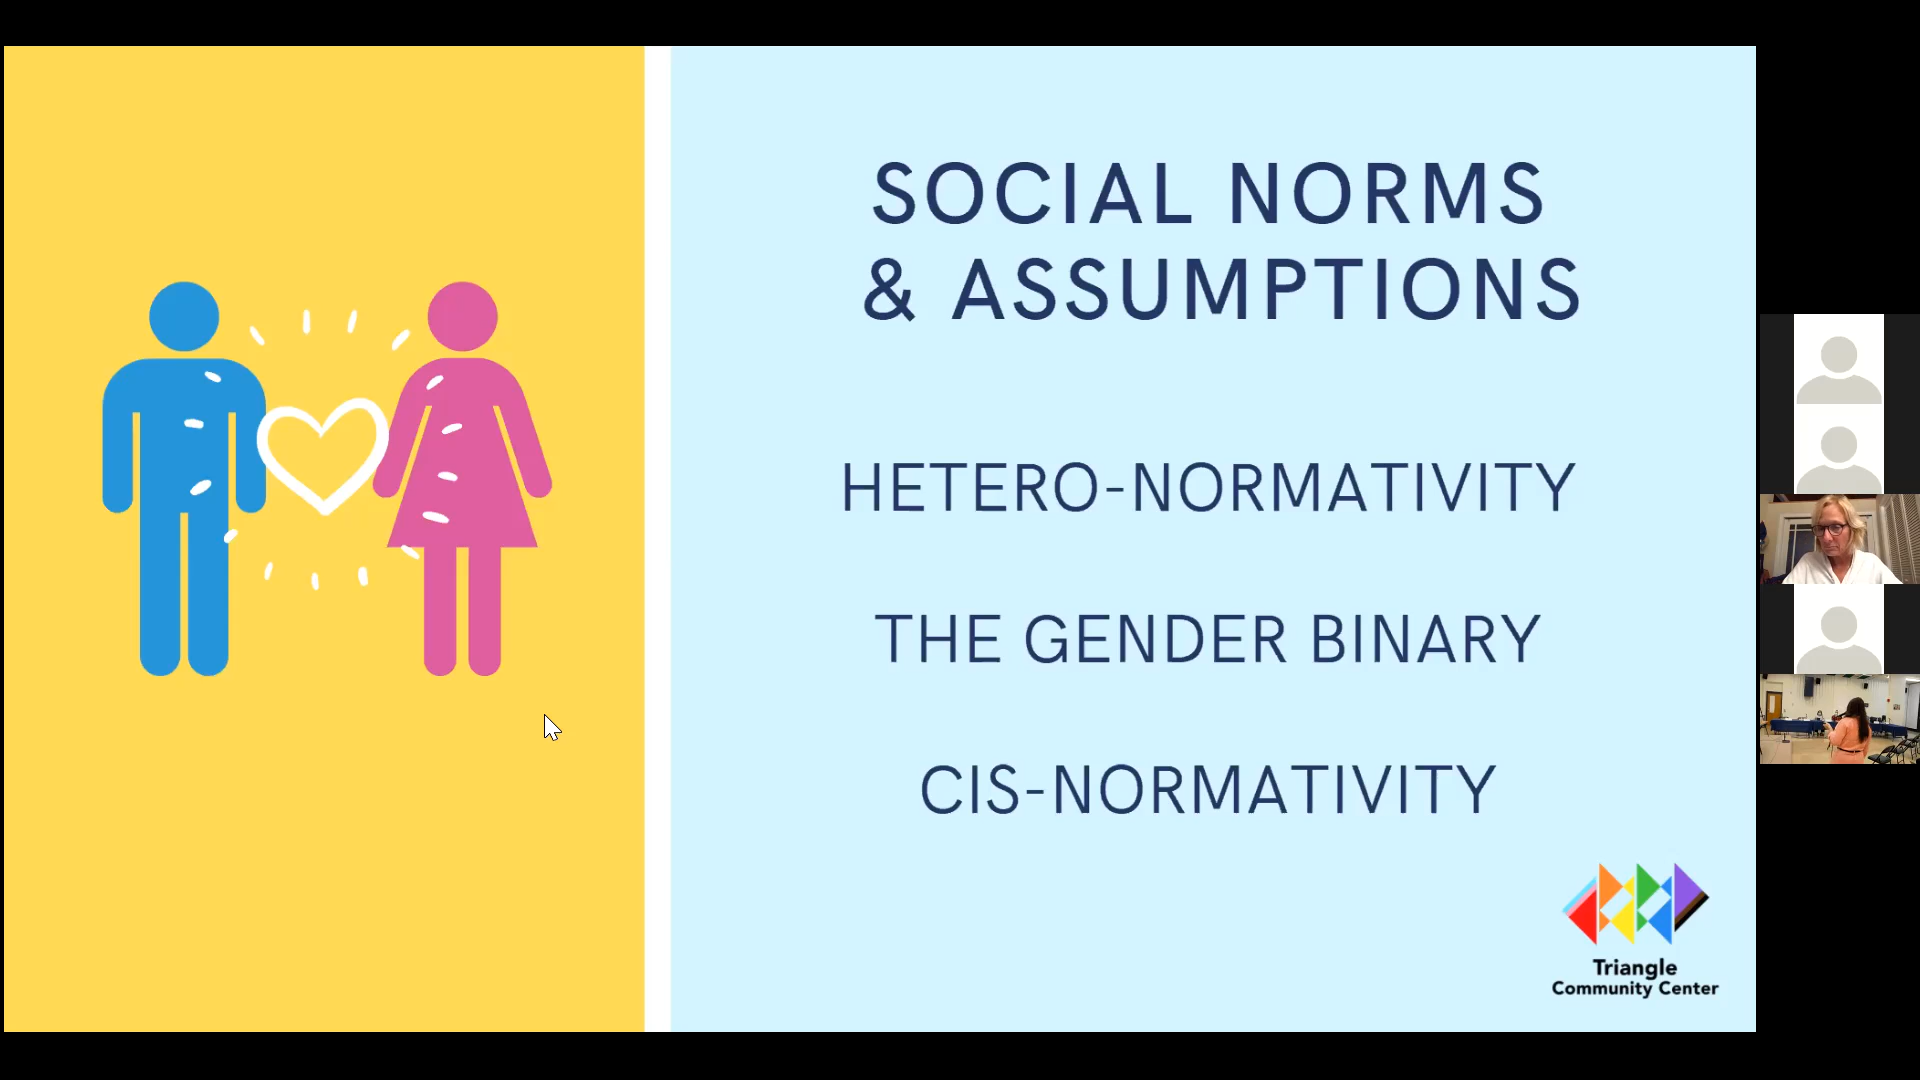 SOCIAL NORMS
& ASSUMPTIONS
HETERO-NORMATIVITY
THE GENDER BINARY
CIS-NORMATIVITY
Triangle
Community Center